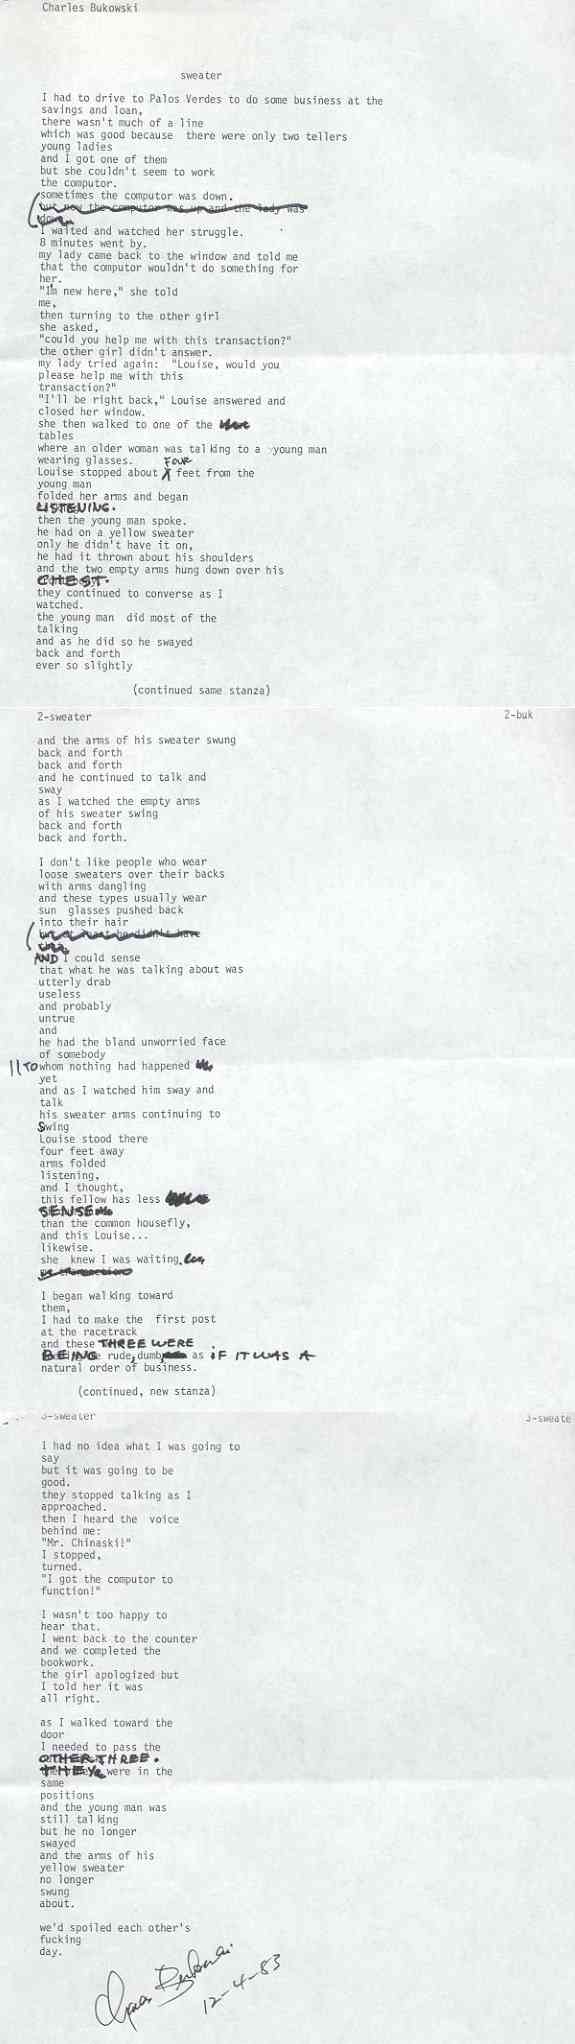 Charles Bukowski
sweater
I had to drive to Palos Verdes to do some business at the
savings and loan,
there wasn't much of a line
which was good because there were only two tellers
young ladies
and I got one of them
but she couldn't seem to work
the computor.
sometimes the computor was down.
but now the computor was up and the lady was
down.
I waited and watched her struggle.
8 minutes went by.
my lady came back to the window and told me
that the computor wouldn't do something for
her.
"I'm new here," she told
me,
then turning to the other girl
she asked,
"could you help me with this transaction?"
the other girl didn't answer.
my lady tried again: "Louise, would you
please help me with this
transaction?"
"I'll be right back," Louise answered and
closed her window.
she then walked to one of the
tables
where an older woman was talking to a young man
wearing glasses.
Louise stopped about FOUR feet from the
young man
folded her arms and began
LISTENING.
then the young man spoke.
he had on a yellow sweater
only he didn't have it on,
he had it thrown about his shoulders
and the two empty arms hung down over his
CHEST.
they continued to converse as I
watched.
the young man did most of the
talking
and as he did so he swayed
back and forth
ever so slightly
(continued same stanza)
2-sweater 2-buk
and the arms of his sweater swung
back and forth
back and forth
and he continued to talk and
sway
as I watched the empty arms
of his sweater swing
back and forth
back and forth.
I don't like people who wear
loose sweaters over their backs
with arms dangling
and these types usually wear
sun glasses pushed back
into their hair
AND I could sense
that what he was talking about was
utterly drab
useless
and probably
untrue
and
he had the bland unworried face
of somebody
TO whom nothing had happened
yet
and as I watched him sway and
talk
his sweater arms continuing to
Swing
Louise stood there
four feet away
arms folded
listening,
and I thought,
this fellow has less
SENSE
than the common housefly,
and this Louise...
likewise.
she knew I was waiting.
I began walking toward
them,
I had to make the first post
at the racetrack
and these THREE WERE
BEING rude, dumb, as IF IT WAS A
natural order of business.
(continued, new stanza)
3-sweater 3-sweate
I had no idea what I was going to
say
but it was going to be
good.
they stopped talking as I
approached.
then I heard the voice
behind me:
"Mr. Chinaski!"
I stopped,
turned.
"I got the computor to
function!"
I wasn't too happy to
hear that.
I went back to the counter
and we completed the
bookwork.
the girl apologized but
I told her it was
all right.
as I walked toward the
door
I needed to pass the
OTHER THREE.
THEY were in the
same
positions
and the young man was
still talking
but he no longer
swayed
and the arms of his
yellow sweater
no longer
swung
about.
we'd spoiled each other's
fucking
day.
Charles Bukowski
12-4-83